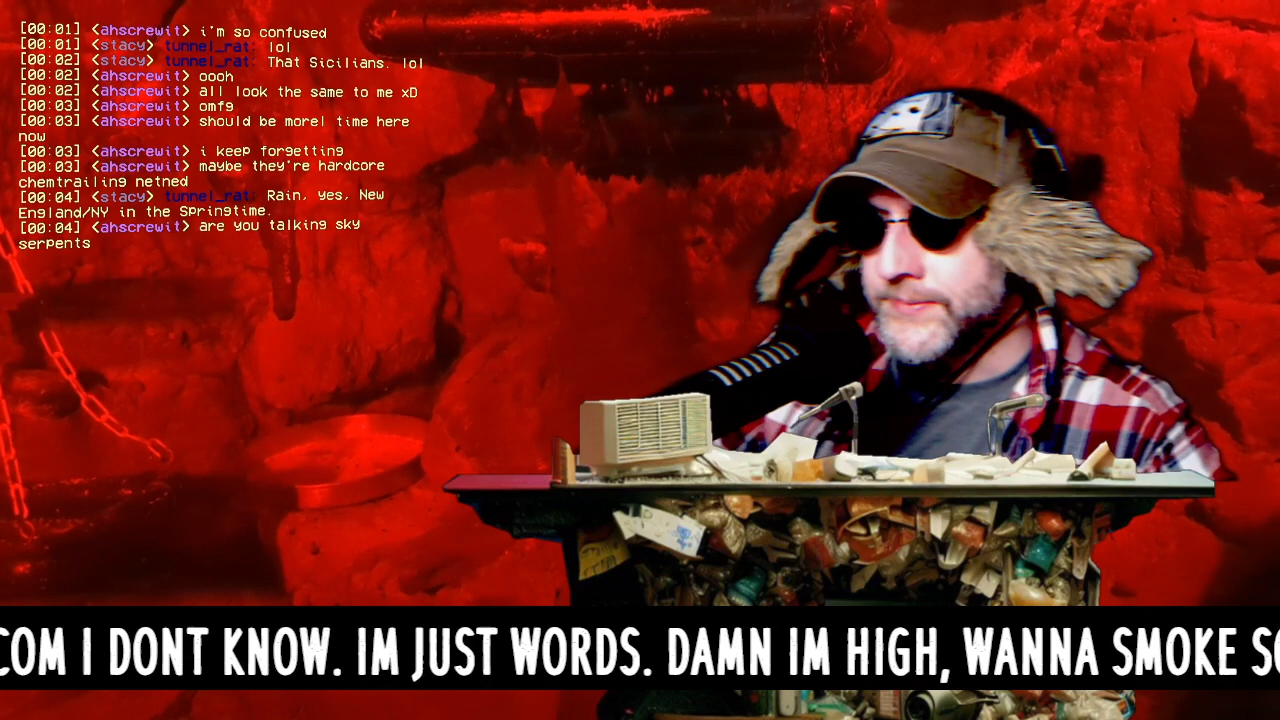 [00:01] <ahscrewit> i'm so confused
[00:01] <stacy> tunnel_rat: lol
[00:02] <stacy> tunnel_rat: That Sicilians. lol
[00:02] <ahscrewit> oooh
[00:02] <ahscrewit> all look the same to me xD
[00:03] <ahscrewit> omfg
[00:03] <ahscrewit> should be morel time here
now
[00:03] <ahscrewit> i keep forgetting
[00:03] <ahscrewit> maybe they're hardcore
chemtrailing netned
[00:04] <stacy> tunnel_rat: Rain, yes, New
England/NY in the Springtime.
[00:04] <ahscrewit> are you talking sky
serpents
COM I DONT KNOW. IM JUST WORDS. DAMN IM HIGH, WANNA SMOKE SO